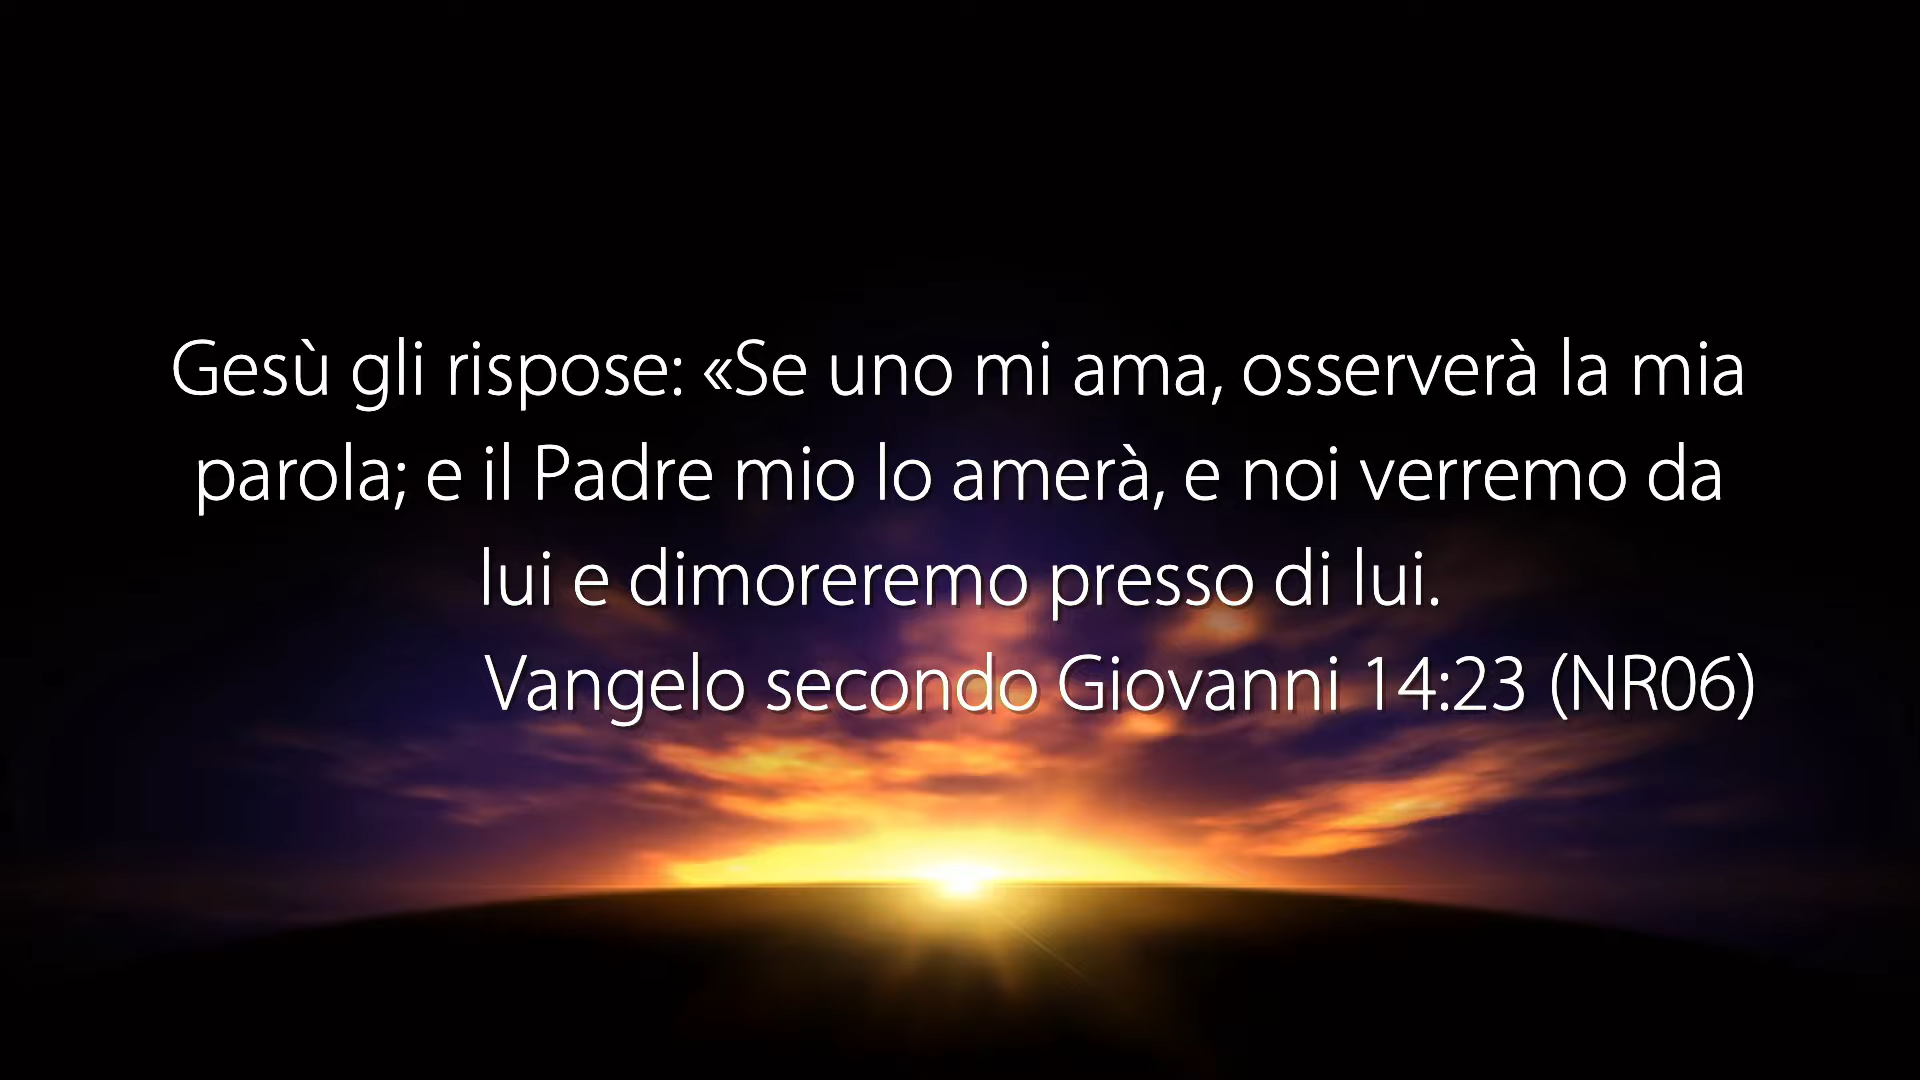 Gesù gli rispose: «Se uno mi ama, osserverà la mia
parola; e il Padre mio lo amerà, e noi verremo da
lui e dimoreremo presso di lui.
Vangelo secondo Giovanni 14:23 (NR06)